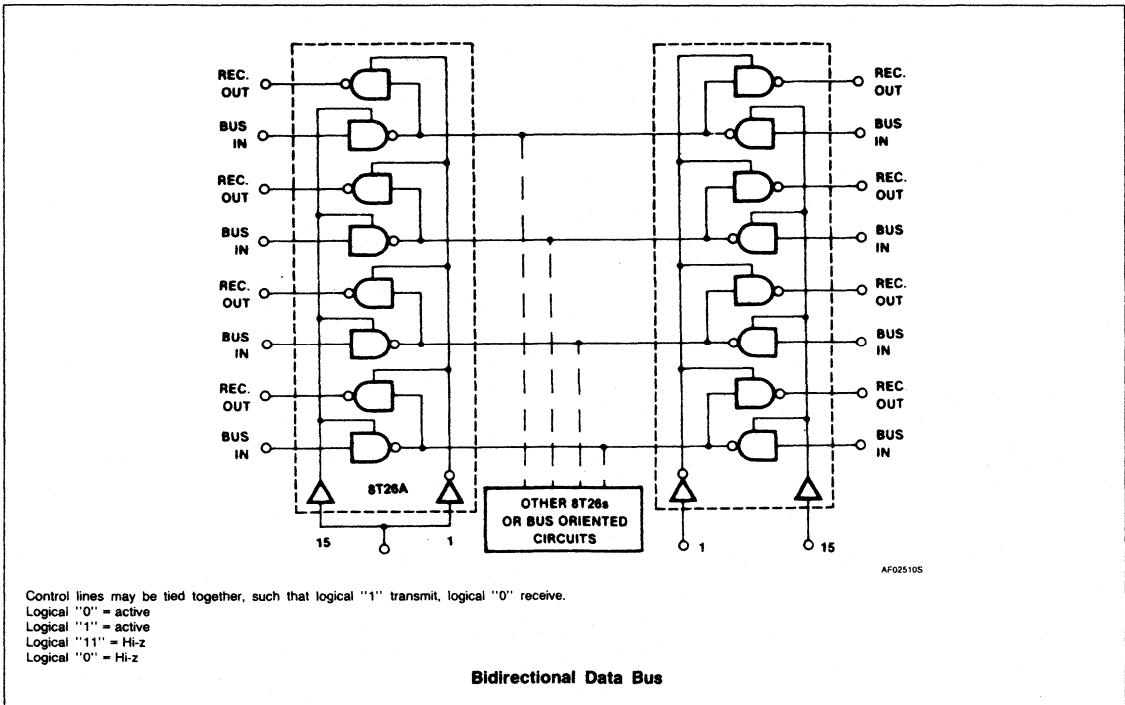 REC.
OUT
BUS
IN
REC.
OUT
BUS
IN
REC.
OUT
BUS
IN
REC.
OUT
BUS
IN
8T26A
15
1
OTHER 8T26s
OR BUS ORIENTED
CIRCUITS
REC.
OUT
BUS
IN
REC.
OUT
BUS
IN
REC.
OUT
BUS
IN
REC
OUT
BUS
IN
1
15
AF02510S
Control lines may be tied together, such that logical "1" transmit, logical "0" receive.
Logical "0" = active
Logical "1" = active
Logical "11" = Hi-z
Logical "0" = Hi-z
Bidirectional Data Bus